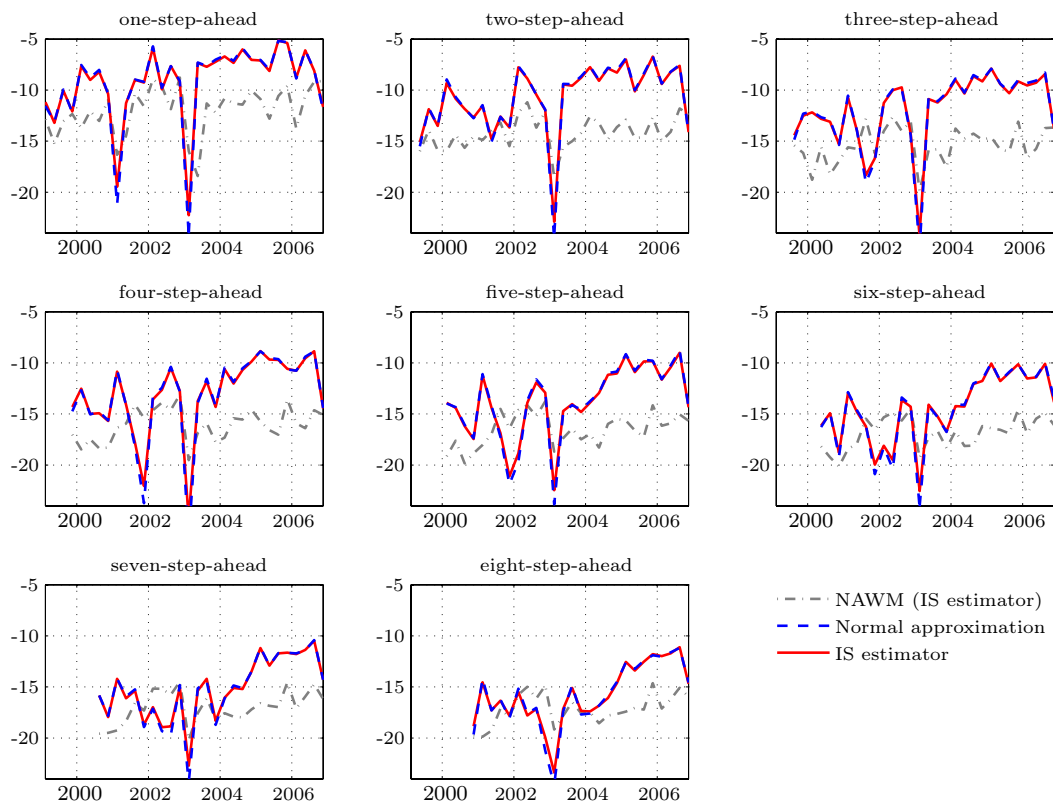 one-step-ahead
-5
-10
-15
-20
2000 2002 2004 2006
two-step-ahead
-5
-10
-15
-20
2000 2002 2004 2006
three-step-ahead
-5
-10
-15
-20
2000 2002 2004 2006
four-step-ahead
-5
-10
-15
-20
2000 2002 2004 2006
five-step-ahead
-5
-10
-15
-20
2000 2002 2004 2006
six-step-ahead
-5
-10
-15
-20
2000 2002 2004 2006
seven-step-ahead
-5
-10
-15
-20
2000 2002 2004 2006
eight-step-ahead
-5
-10
-15
-20
2000 2002 2004 2006
NAWM (IS estimator)
Normal approximation
IS estimator